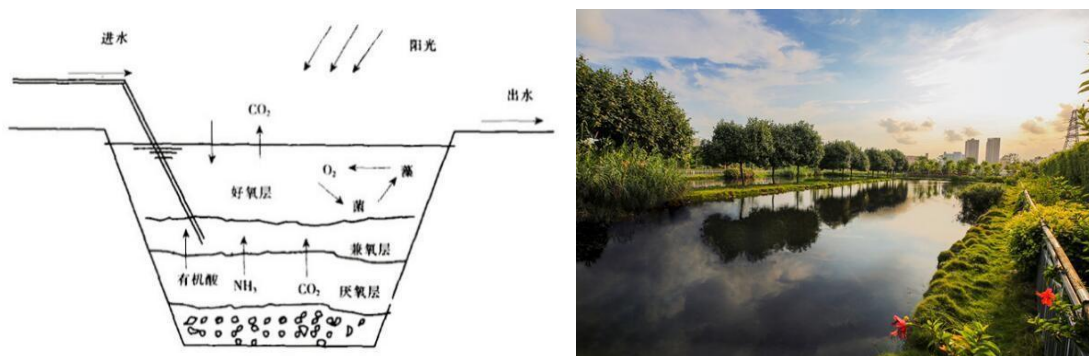 进水
阳光
出水
CO₂
O₂
藻
好氧层
菌
兼氧层
有机酸
NH₃
CO₂
厌氧层